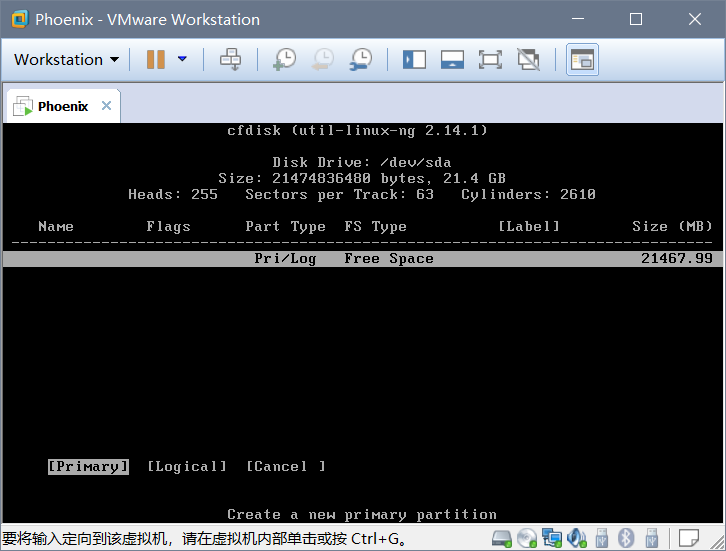 Phoenix - VMware Workstation
Workstation
Phoenix
cfdisk (util-linux-ng 2.14.1)
Disk Drive: /dev/sda
Size: 21474836480 bytes, 21.4 GB
Heads: 255 Sectors per Track: 63 Cylinders: 2610
Name Flags Part Type FS Type [Label] Size (MB)
Pri/Log Free Space 21467.99
[Primary] [Logical] [Cancel ]
Create a new primary partition
要将输入定向到该虚拟机，请在虚拟机内部单击或按 Ctrl+G。